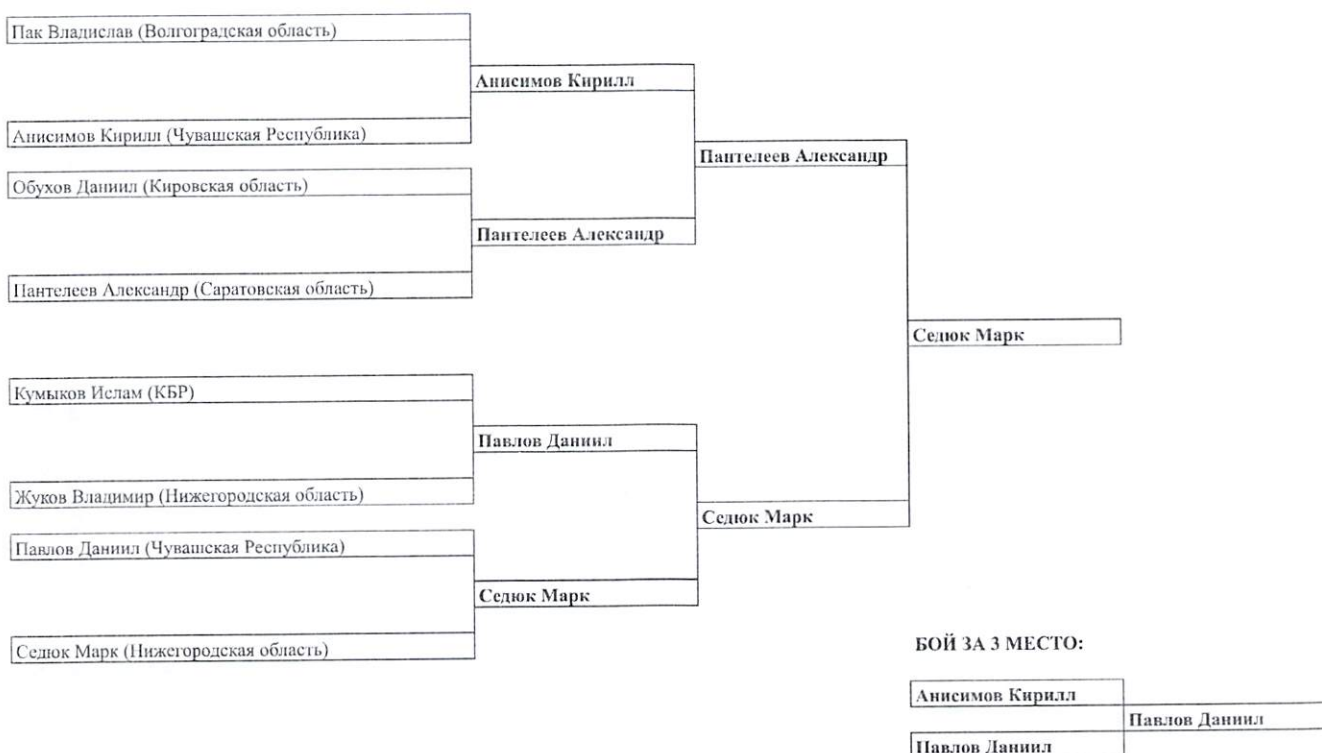 Пак Владислав (Волгоградская область)
Анисимов Кирилл
Анисимов Кирилл (Чувашская Республика)
Пантелеев Александр
Обухов Даниил (Кировская область)
Пантелеев Александр
Пантелеев Александр (Саратовская область)
Седюк Марк
Кумыков Ислам (КБР)
Павлов Даниил
Жуков Владимир (Нижегородская область)
Седюк Марк
Павлов Даниил (Чувашская Республика)
Седюк Марк
Седюк Марк (Нижегородская область)
БОЙ ЗА 3 МЕСТО:
Анисимов Кирилл
Павлов Даниил
Павлов Даниил